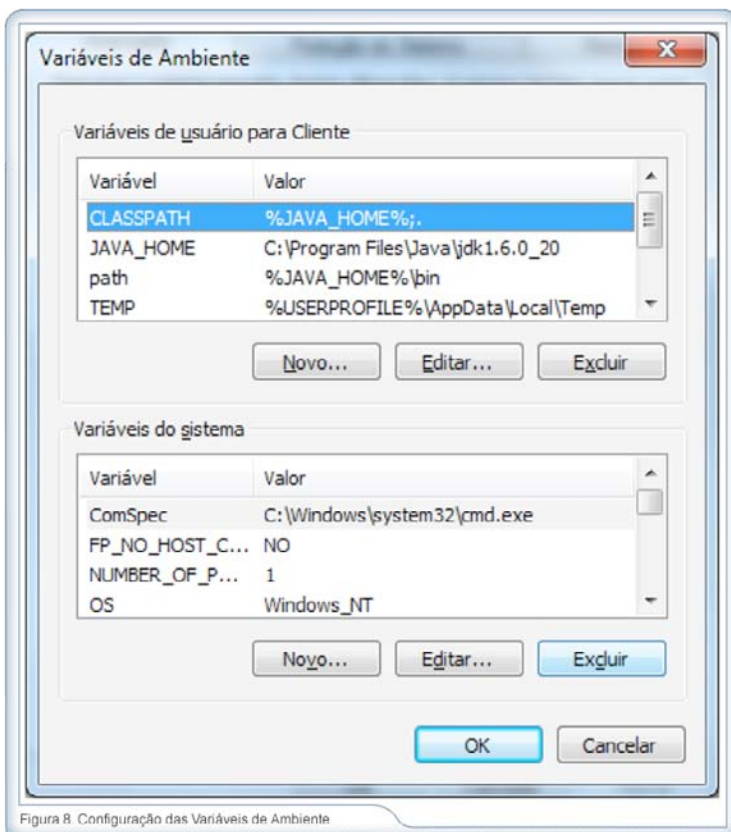 Variáveis de Ambiente
Variáveis de usuário para Cliente
Variável Valor
CLASSPATH %JAVA_HOME%;.
JAVA_HOME C:\Program Files\Java\jdk1.6.0_20
path %JAVA_HOME%\bin
TEMP %USERPROFILE%\AppData\Local\Temp
Novo... Editar... Excluir
Variáveis do sistema
Variável Valor
ComSpec C:\Windows\system32\cmd.exe
FP_NO_HOST_C... NO
NUMBER_OF_P... 1
OS Windows_NT
Novo... Editar... Excluir
OK Cancelar
Figura 8. Configuração das Variáveis de Ambiente